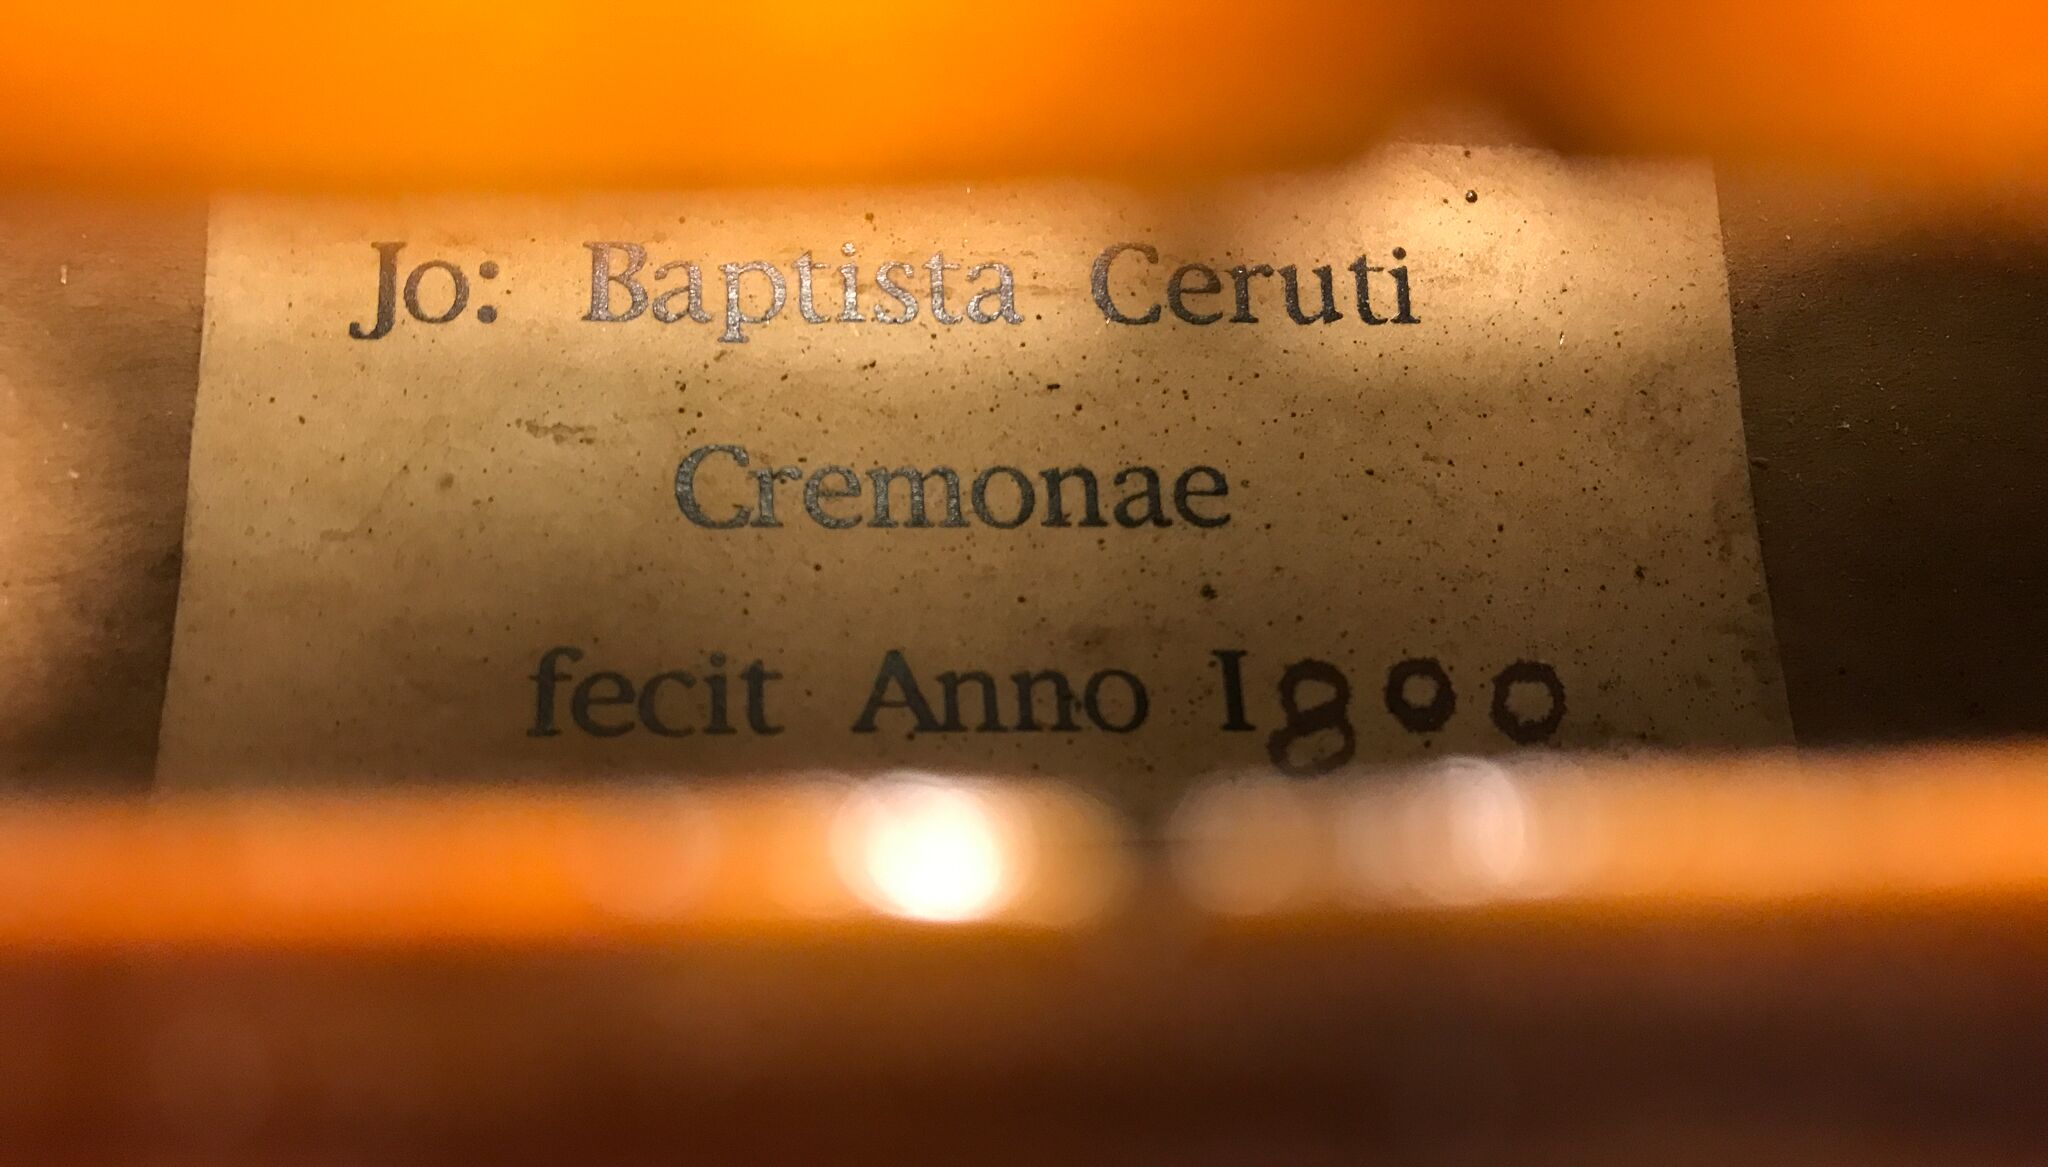 Jo: Baptista Ceruti
Cremonae
fecit Anno 1800